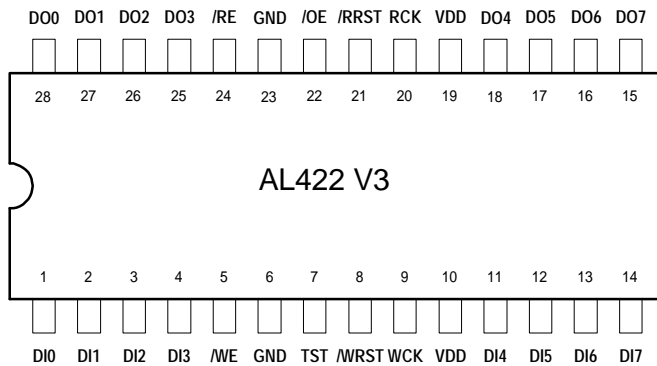 DO0 DO1 DO2 DO3 /RE GND /OE /RRST RCK VDD DO4 DO5 DO6 DO7
28 27 26 25 24 23 22 21 20 19 18 17 16 15
AL422 V3
1 2 3 4 5 6 7 8 9 10 11 12 13 14
DI0 DI1 DI2 DI3 /WE GND TST /WRST WCK VDD DI4 DI5 DI6 DI7